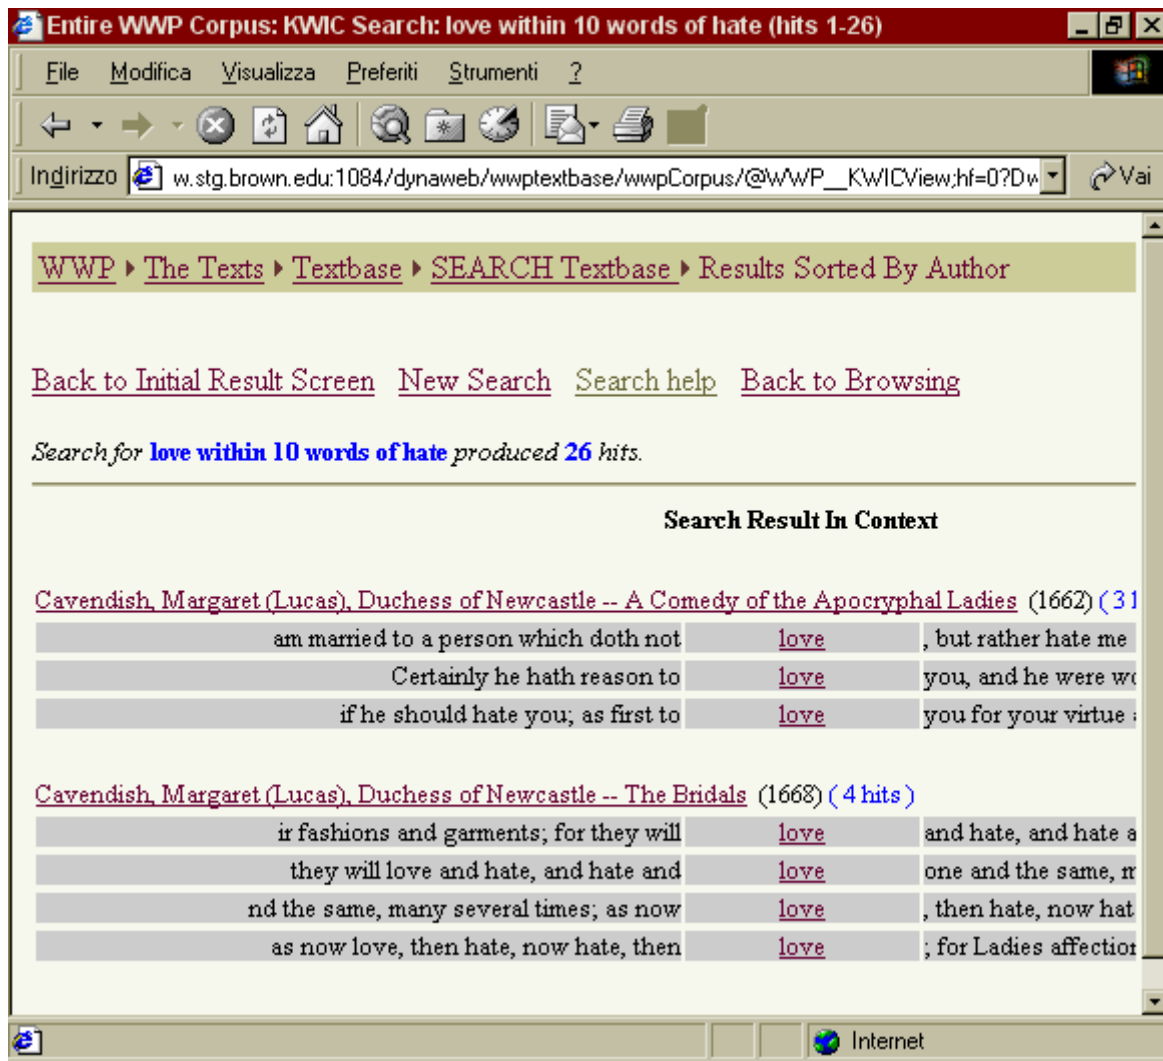 Entire WWP Corpus: KWIC Search: love within 10 words of hate (hits 1-26)
File Modifica Visualizza Preferiti Strumenti ?
Indirizzo w.stg.brown.edu:1084/dynaweb/wwptextbase/wwpCorpus/@WWP__KWICView;hf=0?Dw Vai
WWP The Texts Textbase SEARCH Textbase Results Sorted By Author
Back to Initial Result Screen New Search Search help Back to Browsing
Search for love within 10 words of hate produced 26 hits.
Search Result In Context
Cavendish, Margaret (Lucas), Duchess of Newcastle -- A Comedy of the Apocryphal Ladies (1662) ( 3
am married to a person which doth not love , but rather hate me
Certainly he hath reason to love you, and he were
if he should hate you; as first to love you for your virtue
Cavendish, Margaret (Lucas), Duchess of Newcastle -- The Bridals (1668) ( 4 hits )
ir fashions and garments; for they will love and hate, and hate a
they will love and hate, and hate and love one and the same,
nd the same, many several times; as now love , then hate, now hat
as now love, then hate, now hate, then love ; for Ladies affection
Internet